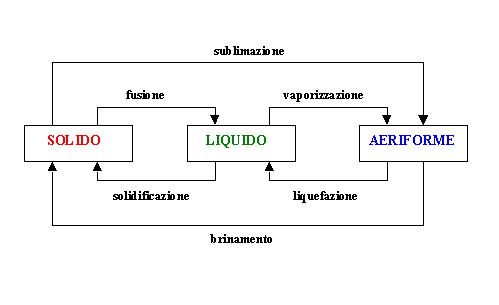 sublimazione
fusione vaporizzazione
SOLIDO LIQUIDO AERIFORME
solidificazione liquefazione
brinamento